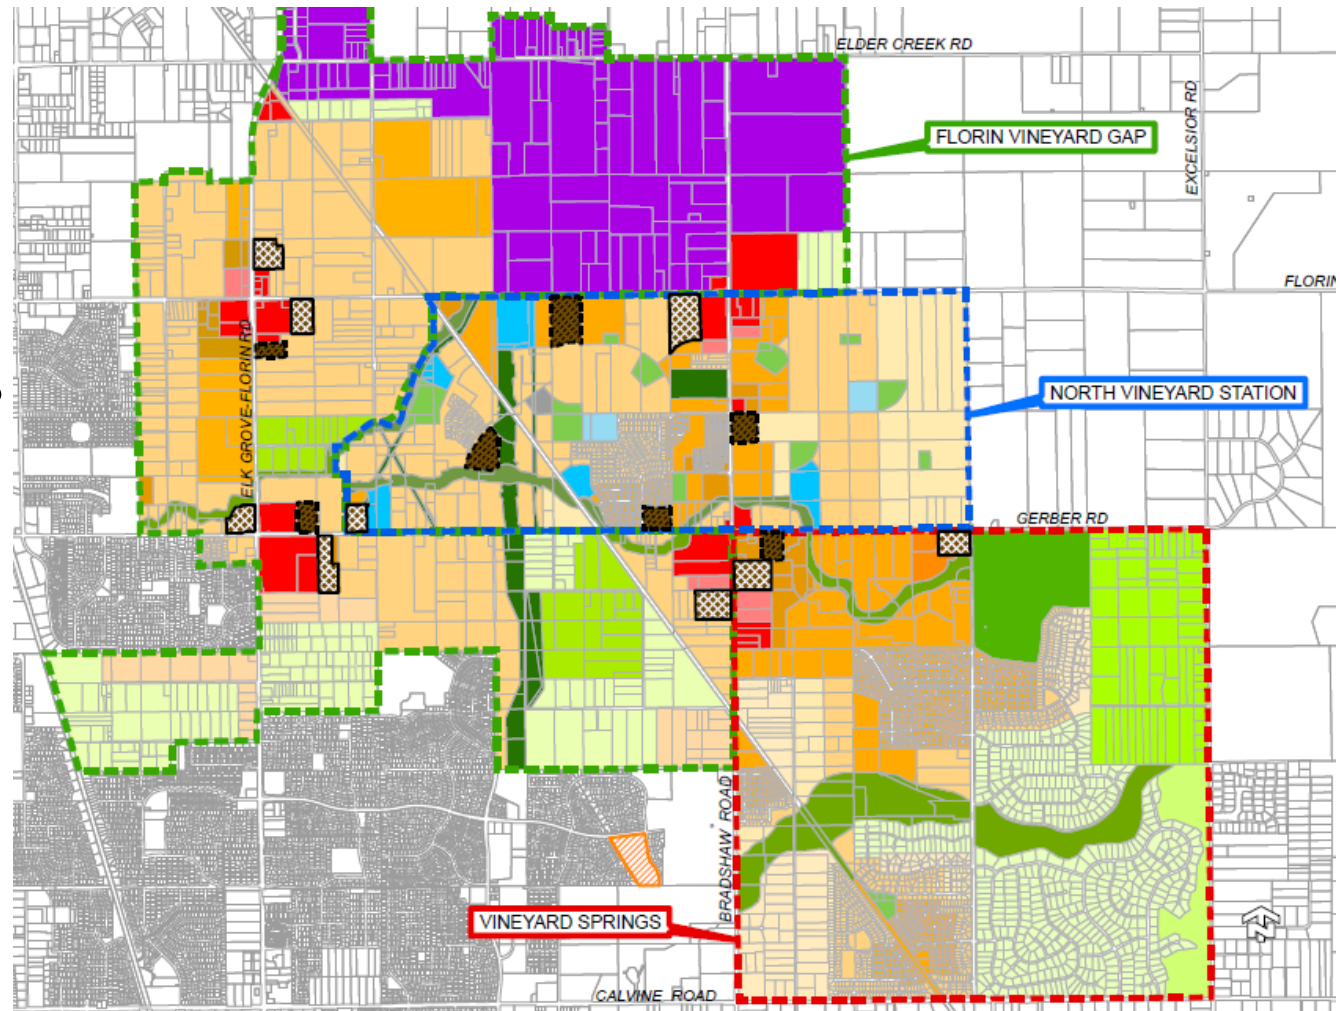 ELDER CREEK RD
FLORIN VINEYARD GAP
EXCELSIOR RD
FLORIN
ELK GROVE-FLORIN RD
NORTH VINEYARD STATION
GERBER RD
BRADSHAW ROAD
VINEYARD SPRINGS
CALVINE ROAD